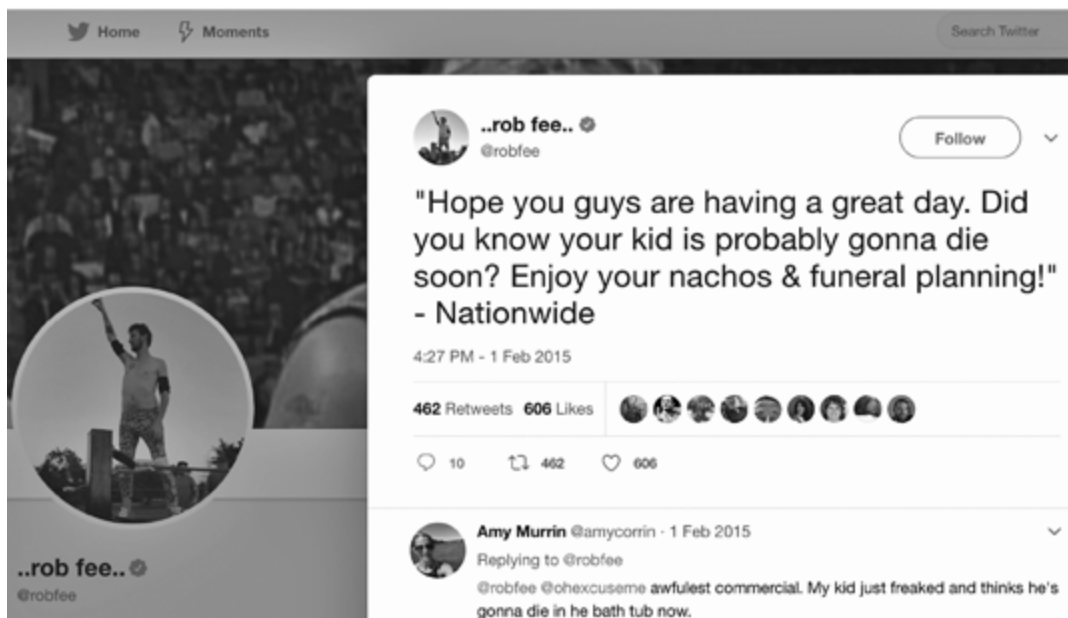 Home Moments Search Twitter
..rob fee..
@robfee
Follow
"Hope you guys are having a great day. Did
you know your kid is probably gonna die
soon? Enjoy your nachos & funeral planning!"
- Nationwide
4:27 PM - 1 Feb 2015
462 Retweets 606 Likes
10 462 606
Amy Murrin @amycorrin · 1 Feb 2015
Replying to @robfee
@robfee @ohexcuseme awfulest commercial. My kid just freaked and thinks he's
gonna die in he bath tub now.
..rob fee..
@robfee